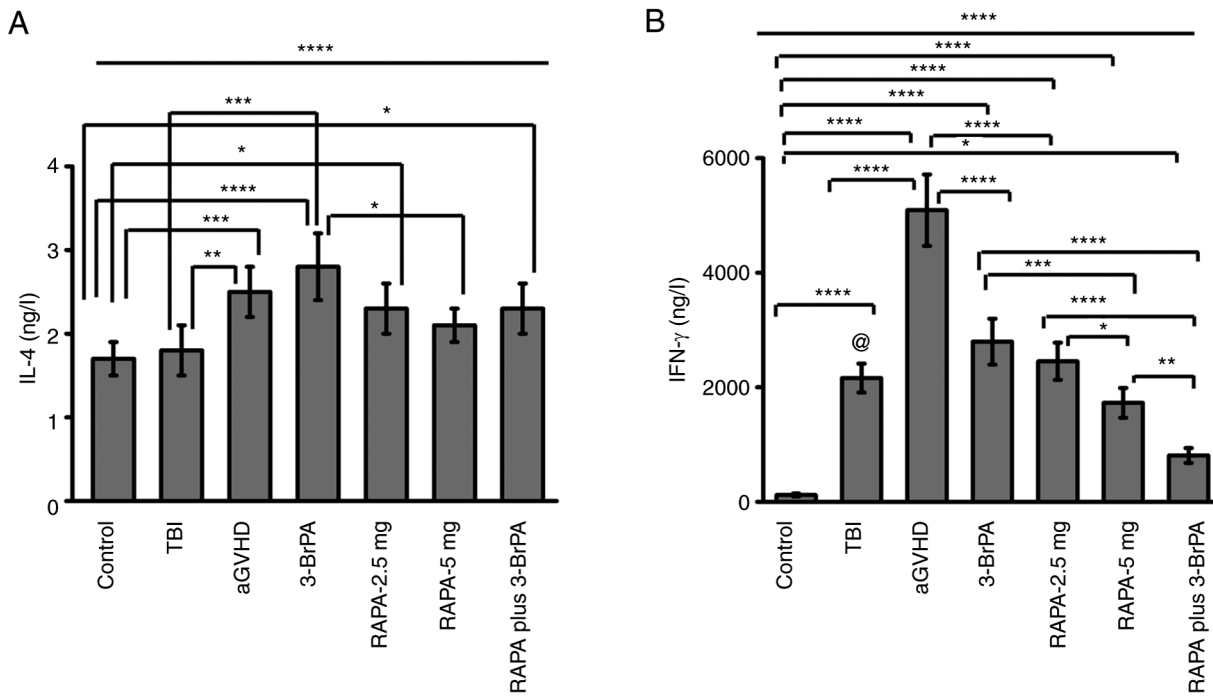 A
****
***
*
*
****
***
*
**
4
3
2
1
0
IL-4 (ng/l)
Control
TBI
aGVHD
3-BrPA
RAPA-2.5 mg
RAPA-5 mg
RAPA plus 3-BrPA
B
****
****
****
****
****
****
*
****
****
****
***
****
****
*
**
@
6000
4000
2000
0
IFN-γ (ng/l)
Control
TBI
aGVHD
3-BrPA
RAPA-2.5 mg
RAPA-5 mg
RAPA plus 3-BrPA